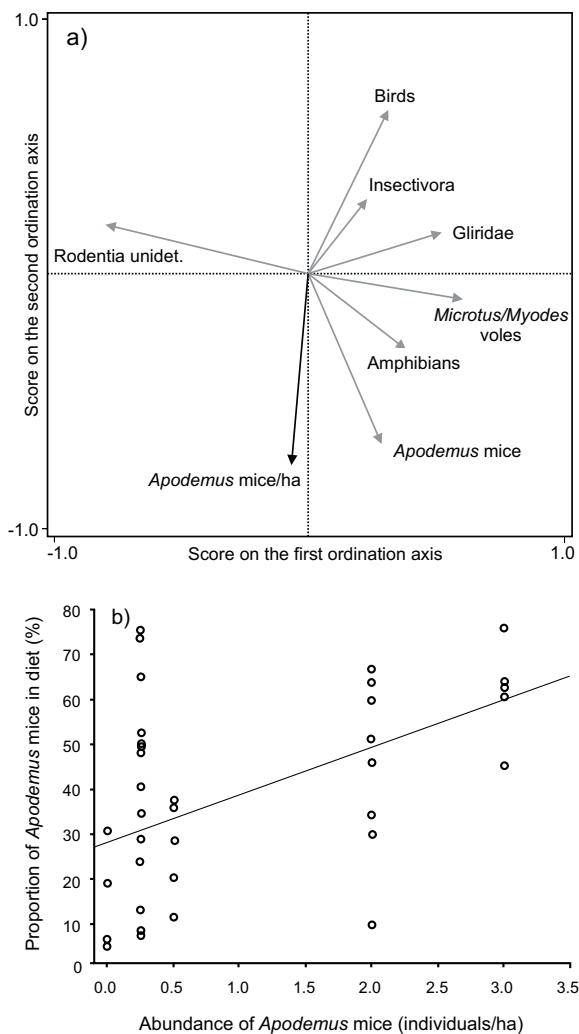 a)
1.0
Score on the second ordination axis
Birds
Insectivora
Gliridae
Rodentia unidet.
Microtus/Myodes
voles
Amphibians
Apodemus mice
Apodemus mice/ha
-1.0
-1.0
Score on the first ordination axis
1.0
b)
Proportion of Apodemus mice in diet (%)
80
70
60
50
40
30
20
10
0
0.0 0.5 1.0 1.5 2.0 2.5 3.0 3.5
Abundance of Apodemus mice (individuals/ha)